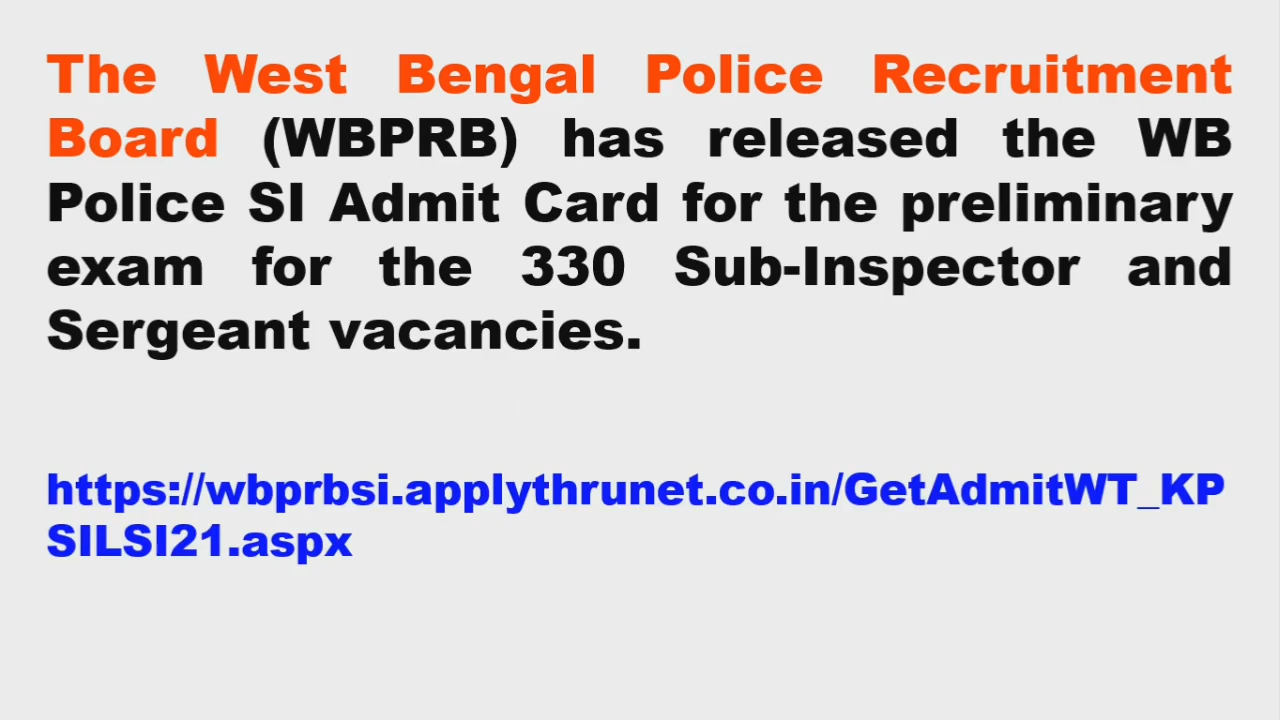 The West Bengal Police Recruitment
Board (WBPRB) has released the WB
Police SI Admit Card for the preliminary
exam for the 330 Sub-Inspector and
Sergeant vacancies.
https://wbprbsi.applythrunet.co.in/GetAdmitWT_KP
SILSI21.aspx